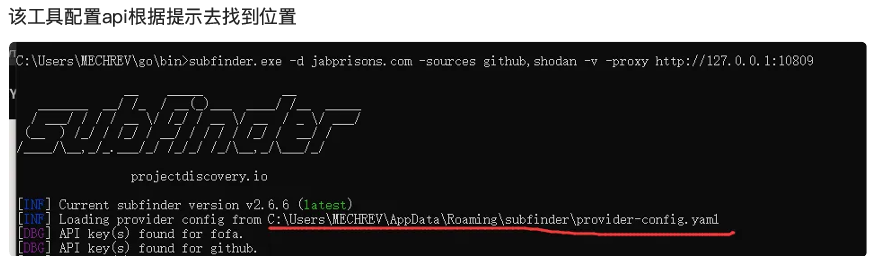 该工具配置api根据提示去找到位置
C:\Users\MECHREV\go\bin>subfinder.exe -d jabprisons.com -sources github,shodan -v -proxy http://127.0.0.1:10809
subfinder
projectdiscovery.io
[INF] Current subfinder version v2.6.6 (latest)
[INF] Loading provider config from C:\Users\MECHREV\AppData\Roaming\subfinder\provider-config.yaml
[DBG] API key(s) found for fofa.
[DBG] API key(s) found for github.